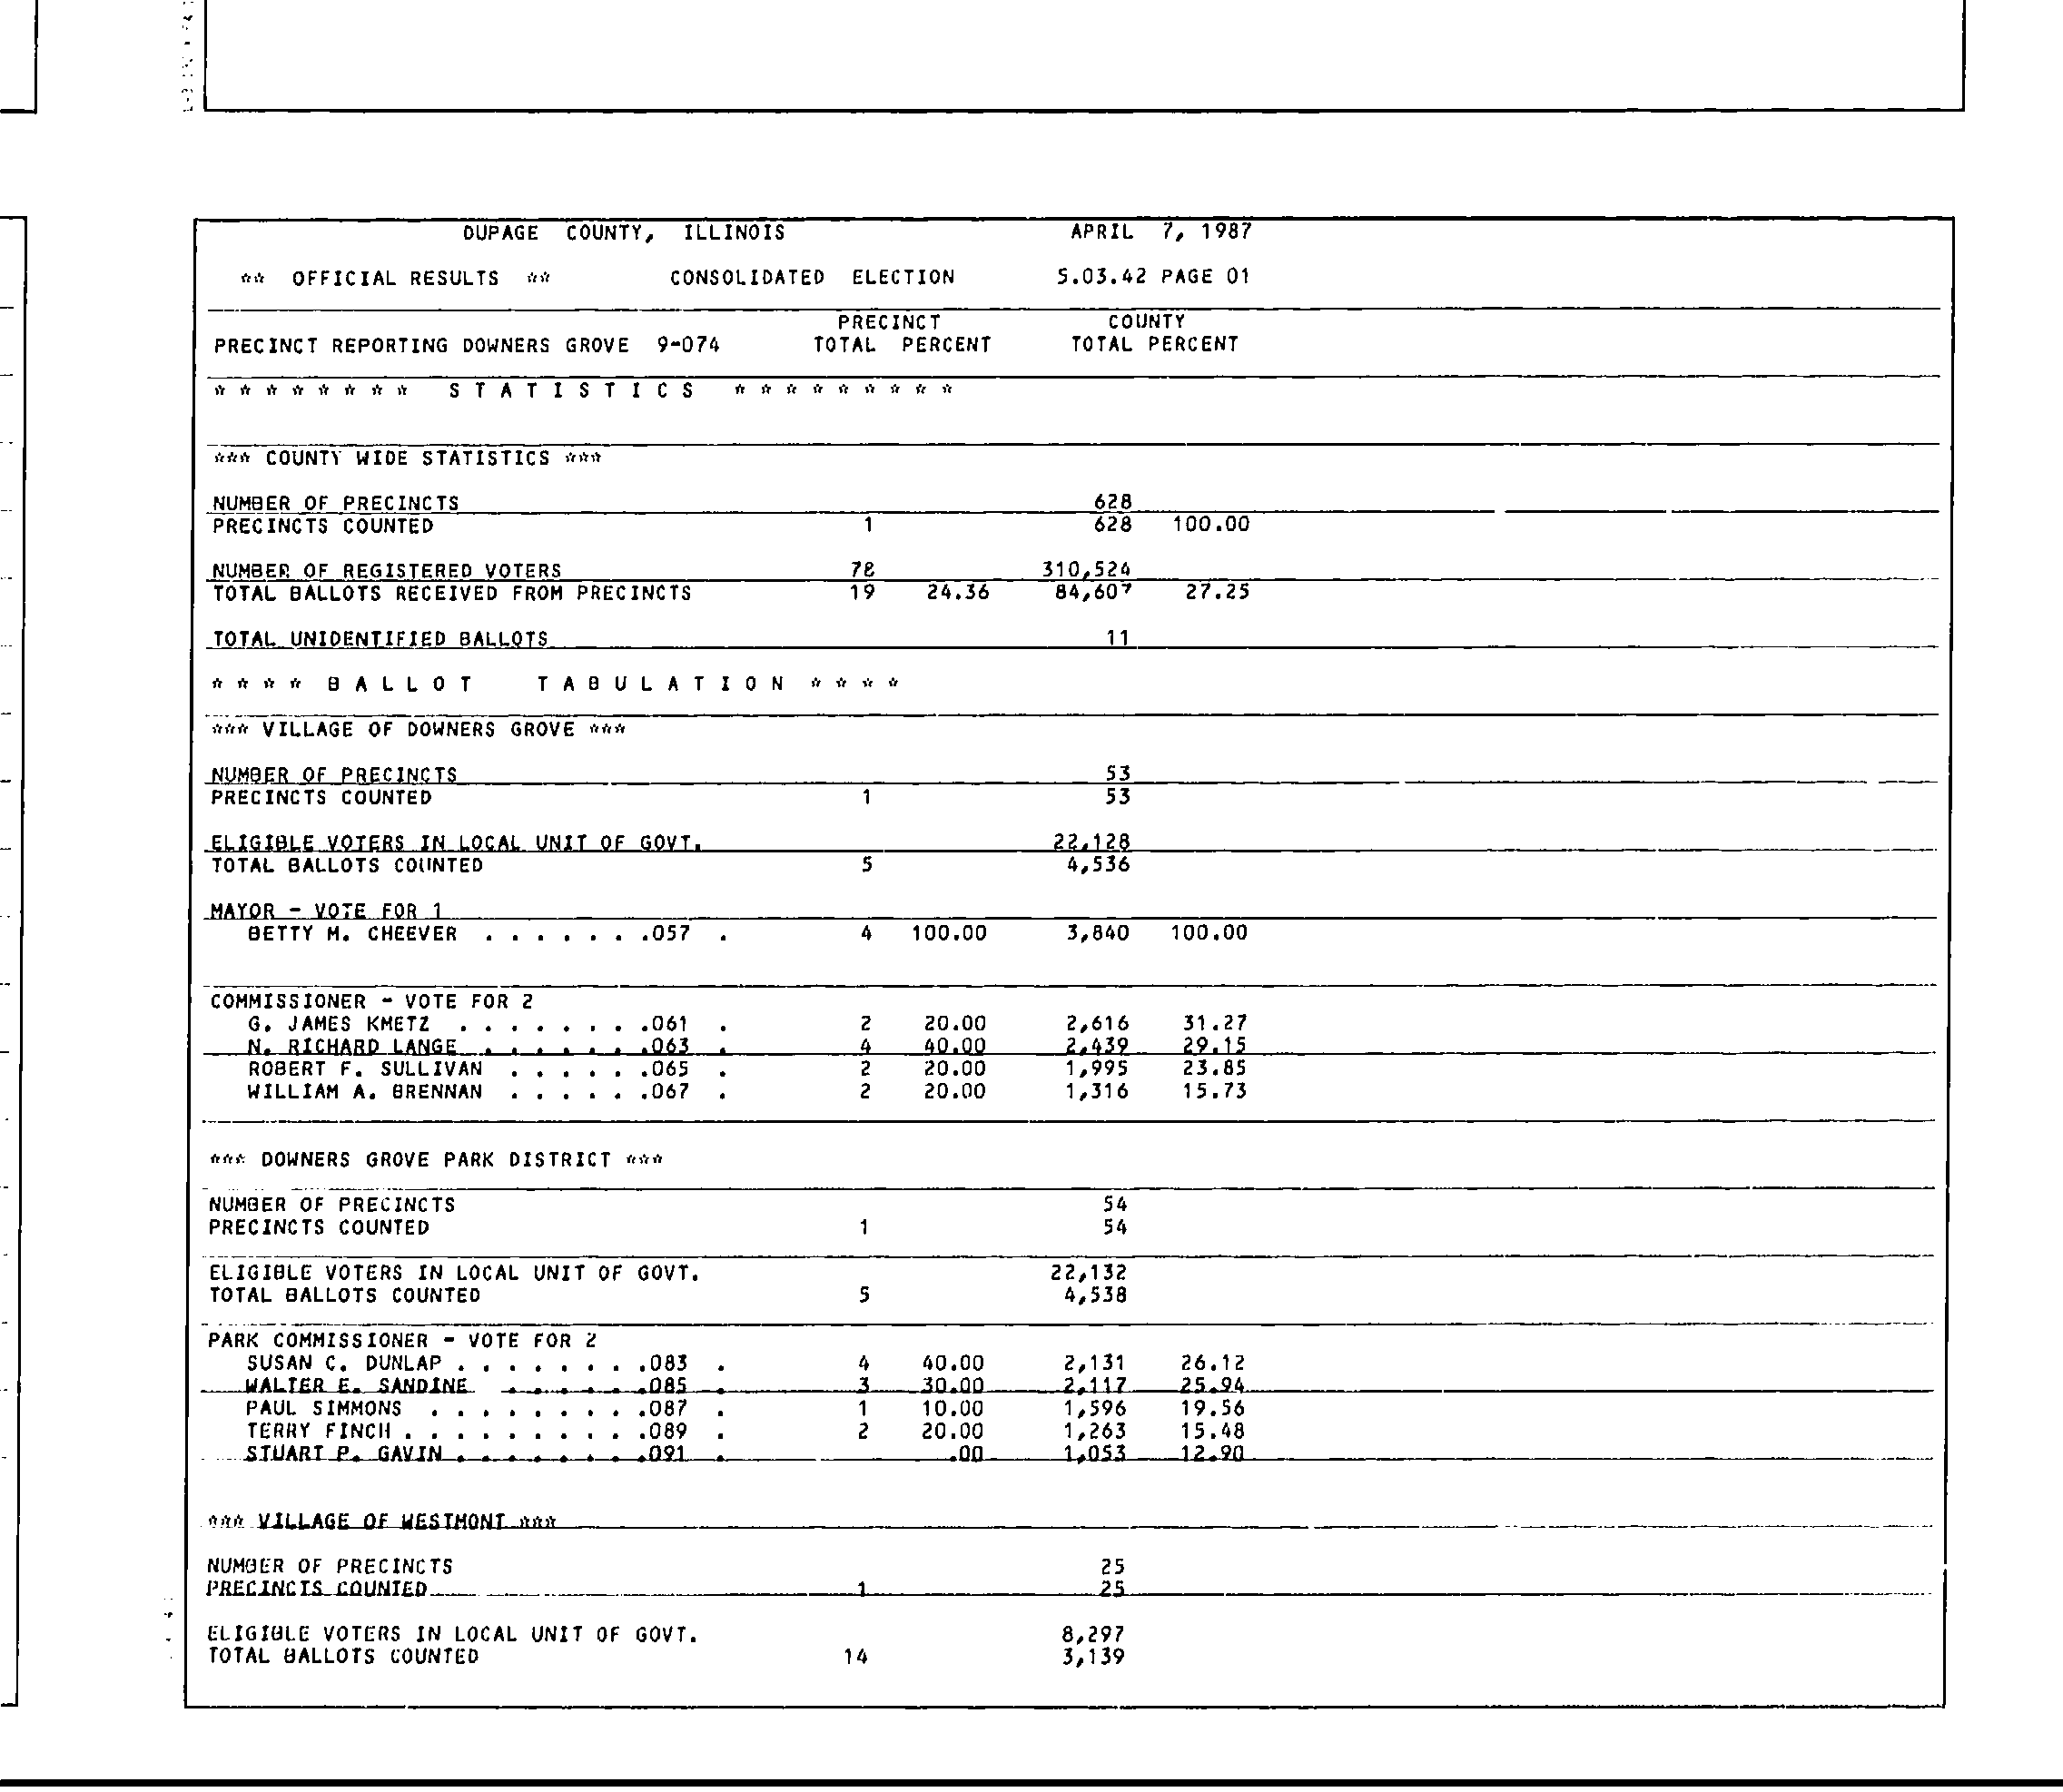 DUPAGE COUNTY, ILLINOIS APRIL 7, 1987
** OFFICIAL RESULTS ** CONSOLIDATED ELECTION 5.03.42 PAGE 01
PRECINCT COUNTY
PRECINCT REPORTING DOWNERS GROVE 9-074 TOTAL PERCENT TOTAL PERCENT
* * * * * * * * S T A T I S T I C S * * * * * * * * *
*** COUNTY WIDE STATISTICS ***
NUMBER OF PRECINCTS 628
PRECINCTS COUNTED 1 628 100.00
NUMBER OF REGISTERED VOTERS 78 310,524
TOTAL BALLOTS RECEIVED FROM PRECINCTS 19 24.36 84,607 27.25
TOTAL UNIDENTIFIED BALLOTS 11
* * * * B A L L O T T A B U L A T I O N * * * *
*** VILLAGE OF DOWNERS GROVE ***
NUMBER OF PRECINCTS 53
PRECINCTS COUNTED 1 53
ELIGIBLE VOTERS IN LOCAL UNIT OF GOVT. 22,128
TOTAL BALLOTS COUNTED 5 4,536
MAYOR - VOTE FOR 1
BETTY M. CHEEVER . . . . . . .057 . 4 100.00 3,840 100.00
COMMISSIONER - VOTE FOR 2
G. JAMES KMETZ . . . . . . . .061 . 2 20.00 2,616 31.27
N. RICHARD LANGE . . . . . . .063 . 4 40.00 2,439 29.15
ROBERT F. SULLIVAN . . . . . .065 . 2 20.00 1,995 23.85
WILLIAM A. BRENNAN . . . . . .067 . 2 20.00 1,316 15.73
*** DOWNERS GROVE PARK DISTRICT ***
NUMBER OF PRECINCTS 54
PRECINCTS COUNTED 1 54
ELIGIBLE VOTERS IN LOCAL UNIT OF GOVT. 22,132
TOTAL BALLOTS COUNTED 5 4,538
PARK COMMISSIONER - VOTE FOR 2
SUSAN C. DUNLAP . . . . . . . .083 . 4 40.00 2,131 26.12
WALTER E. SANDINE . . . . . . .085 . 3 30.00 2,117 25.94
PAUL SIMMONS . . . . . . . . .087 . 1 10.00 1,596 19.56
TERRY FINCH . . . . . . . . . .089 . 2 20.00 1,263 15.48
STUART P. GAVIN . . . . . . . .091 . .00 1,053 12.90
*** VILLAGE OF WESTMONT ***
NUMBER OF PRECINCTS 25
PRECINCTS COUNTED 1 25
ELIGIBLE VOTERS IN LOCAL UNIT OF GOVT. 8,297
TOTAL BALLOTS COUNTED 14 3,139